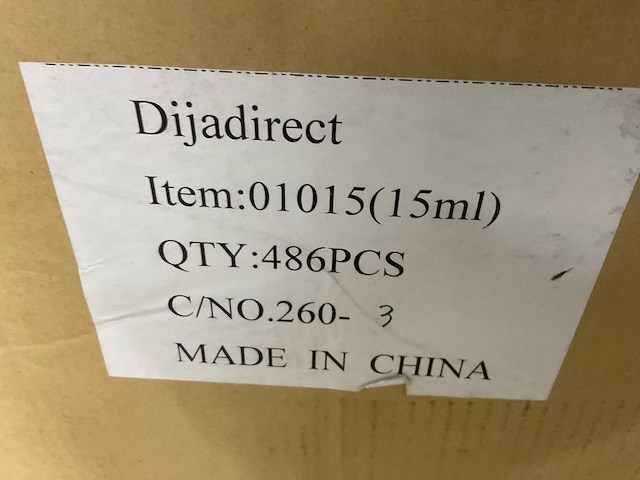 Dijadirect
Item:01015(15ml)
QTY:486PCS
C/NO.260- 3
MADE IN CHINA